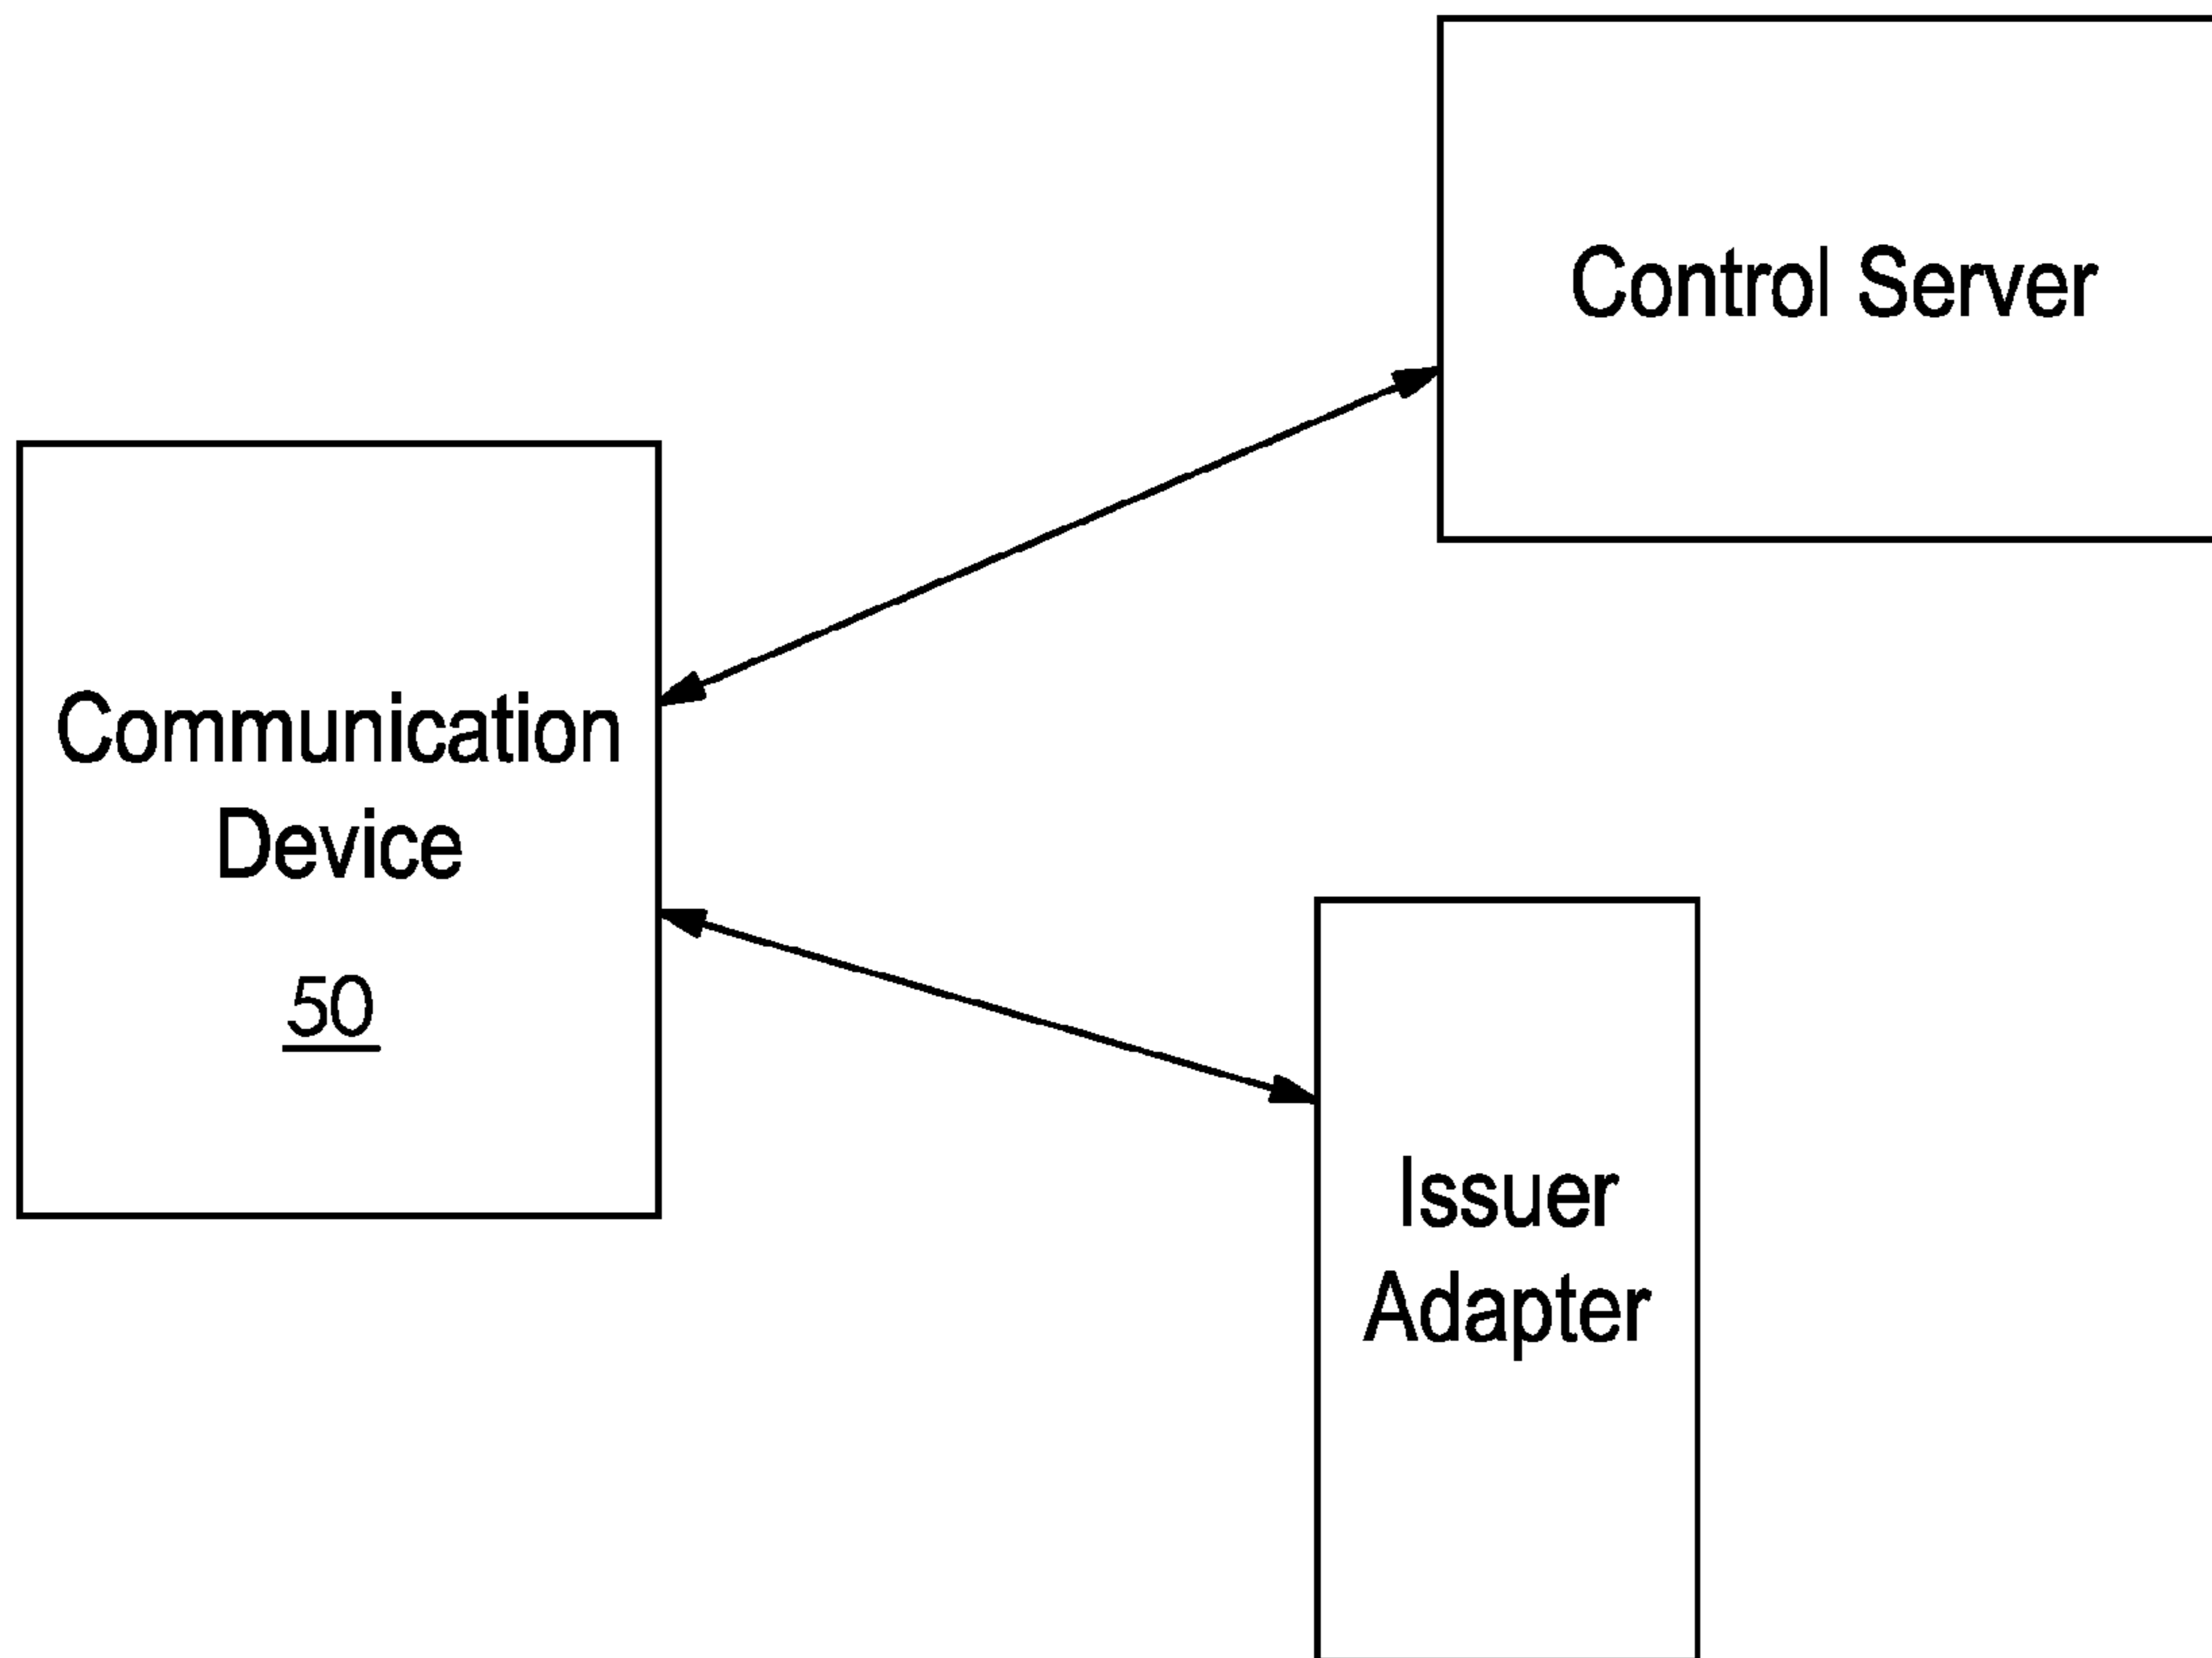 Control Server
Communication
Device
50
Issuer
Adapter